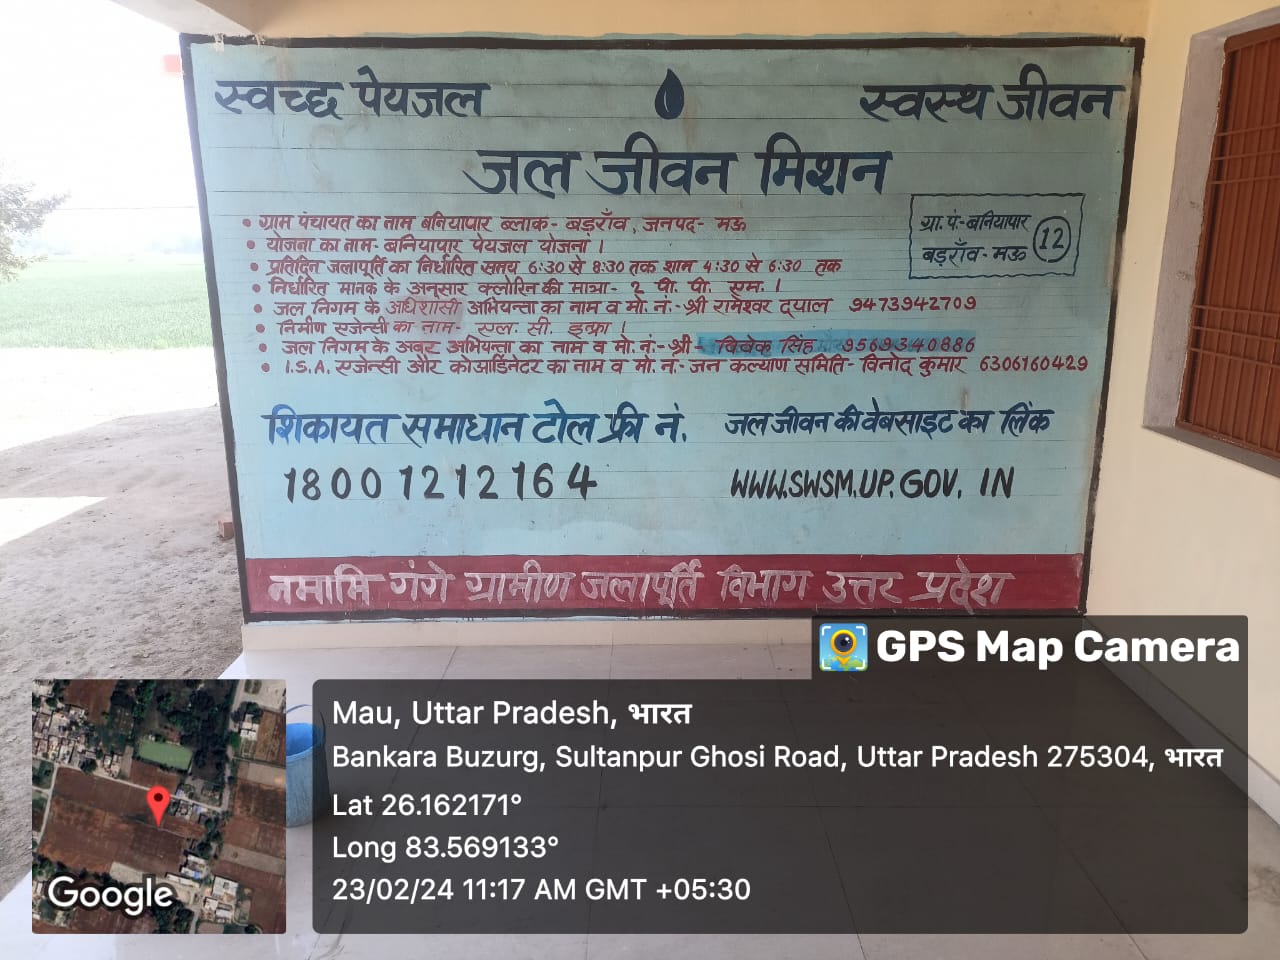 स्वच्छ पेयजल स्वस्थ जीवन
जल जीवन मिशन
• ग्राम पंचायत का नाम बनियापार ब्लाक- बड़राँव, जनपद- मऊ
• योजना का नाम- बनियापार पेयजल योजना।
• प्रतिदिन जलापूर्ति का निर्धारित समय 6:30 से 8:30 तक शाम 4:30 से 6:30 तक
• निर्धारित मानक के अनूसार क्लोरिन की मात्रा- 2 पी. पी. एम.।
• जल निगम के अधिशासी अभियन्ता का नाम व मो. नं:- श्री रामेश्वर दयाल 9473942709
• निर्माण एजेन्सी का नाम- एल. सी. इन्फ्रा।
• जल निगम के अवर अभियन्ता का नाम व मो. नं:- श्री- विवेक सिंह 9569340886
• I.S.A. एजेन्सी और कोआर्डिनेटर का नाम व मो. नं.- जन कल्याण समिति- विनोद कुमार 6306160429
ग्रा. पं:- बनियापार
बड़राँव- मऊ
12
शिकायत समाधान टोल फ्री नं.
1800 1212164
जल जीवन की वेबसाइट का लिंक
WWW.SWSM.UP.GOV.IN
नमामि गंगे ग्रामीण जलापूर्ति विभाग उत्तर प्रदेश
GPS Map Camera
Mau, Uttar Pradesh, भारत
Bankara Buzurg, Sultanpur Ghosi Road, Uttar Pradesh 275304, भारत
Lat 26.162171°
Long 83.569133°
23/02/24 11:17 AM GMT +05:30
Google